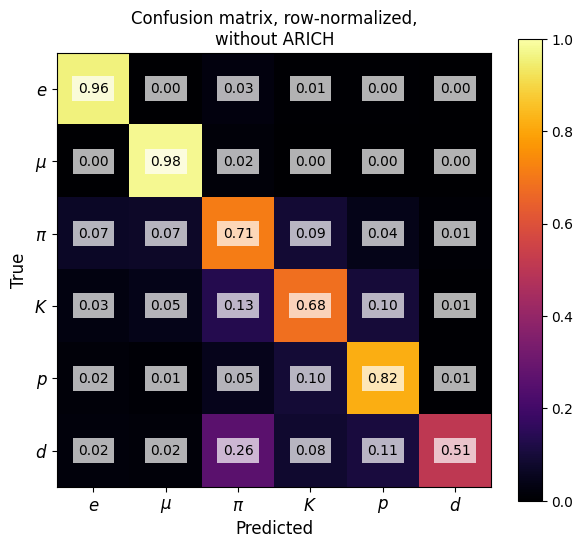 Confusion matrix, row-normalized,
without ARICH
True
e 0.96 0.00 0.03 0.01 0.00 0.00
μ 0.00 0.98 0.02 0.00 0.00 0.00
π 0.07 0.07 0.71 0.09 0.04 0.01
K 0.03 0.05 0.13 0.68 0.10 0.01
p 0.02 0.01 0.05 0.10 0.82 0.01
d 0.02 0.02 0.26 0.08 0.11 0.51
e μ π K p d
Predicted
1.0
0.8
0.6
0.4
0.2
0.0